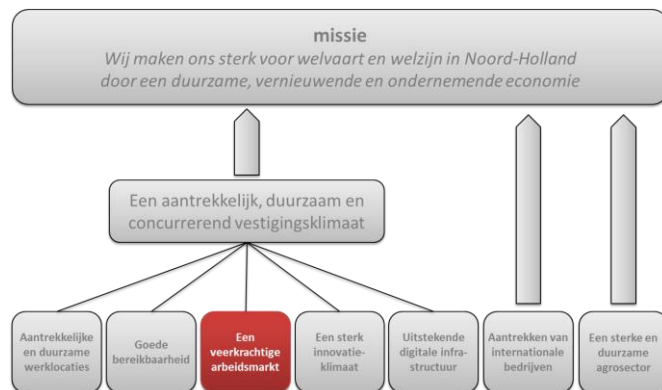 missie
Wij maken ons sterk voor welvaart en welzijn in Noord-Holland
door een duurzame, vernieuwende en ondernemende economie
Een aantrekkelijk, duurzaam en
concurrerend vestigingsklimaat
Aantrekkelijke
en duurzame
werklocaties
Goede
bereikbaarheid
Een
veerkrachtige
arbeidsmarkt
Een sterk
innovatie-
klimaat
Uitstekende
digitale infra-
structuur
Aantrekken van
internationale
bedrijven
Een sterke en
duurzame
agrosector